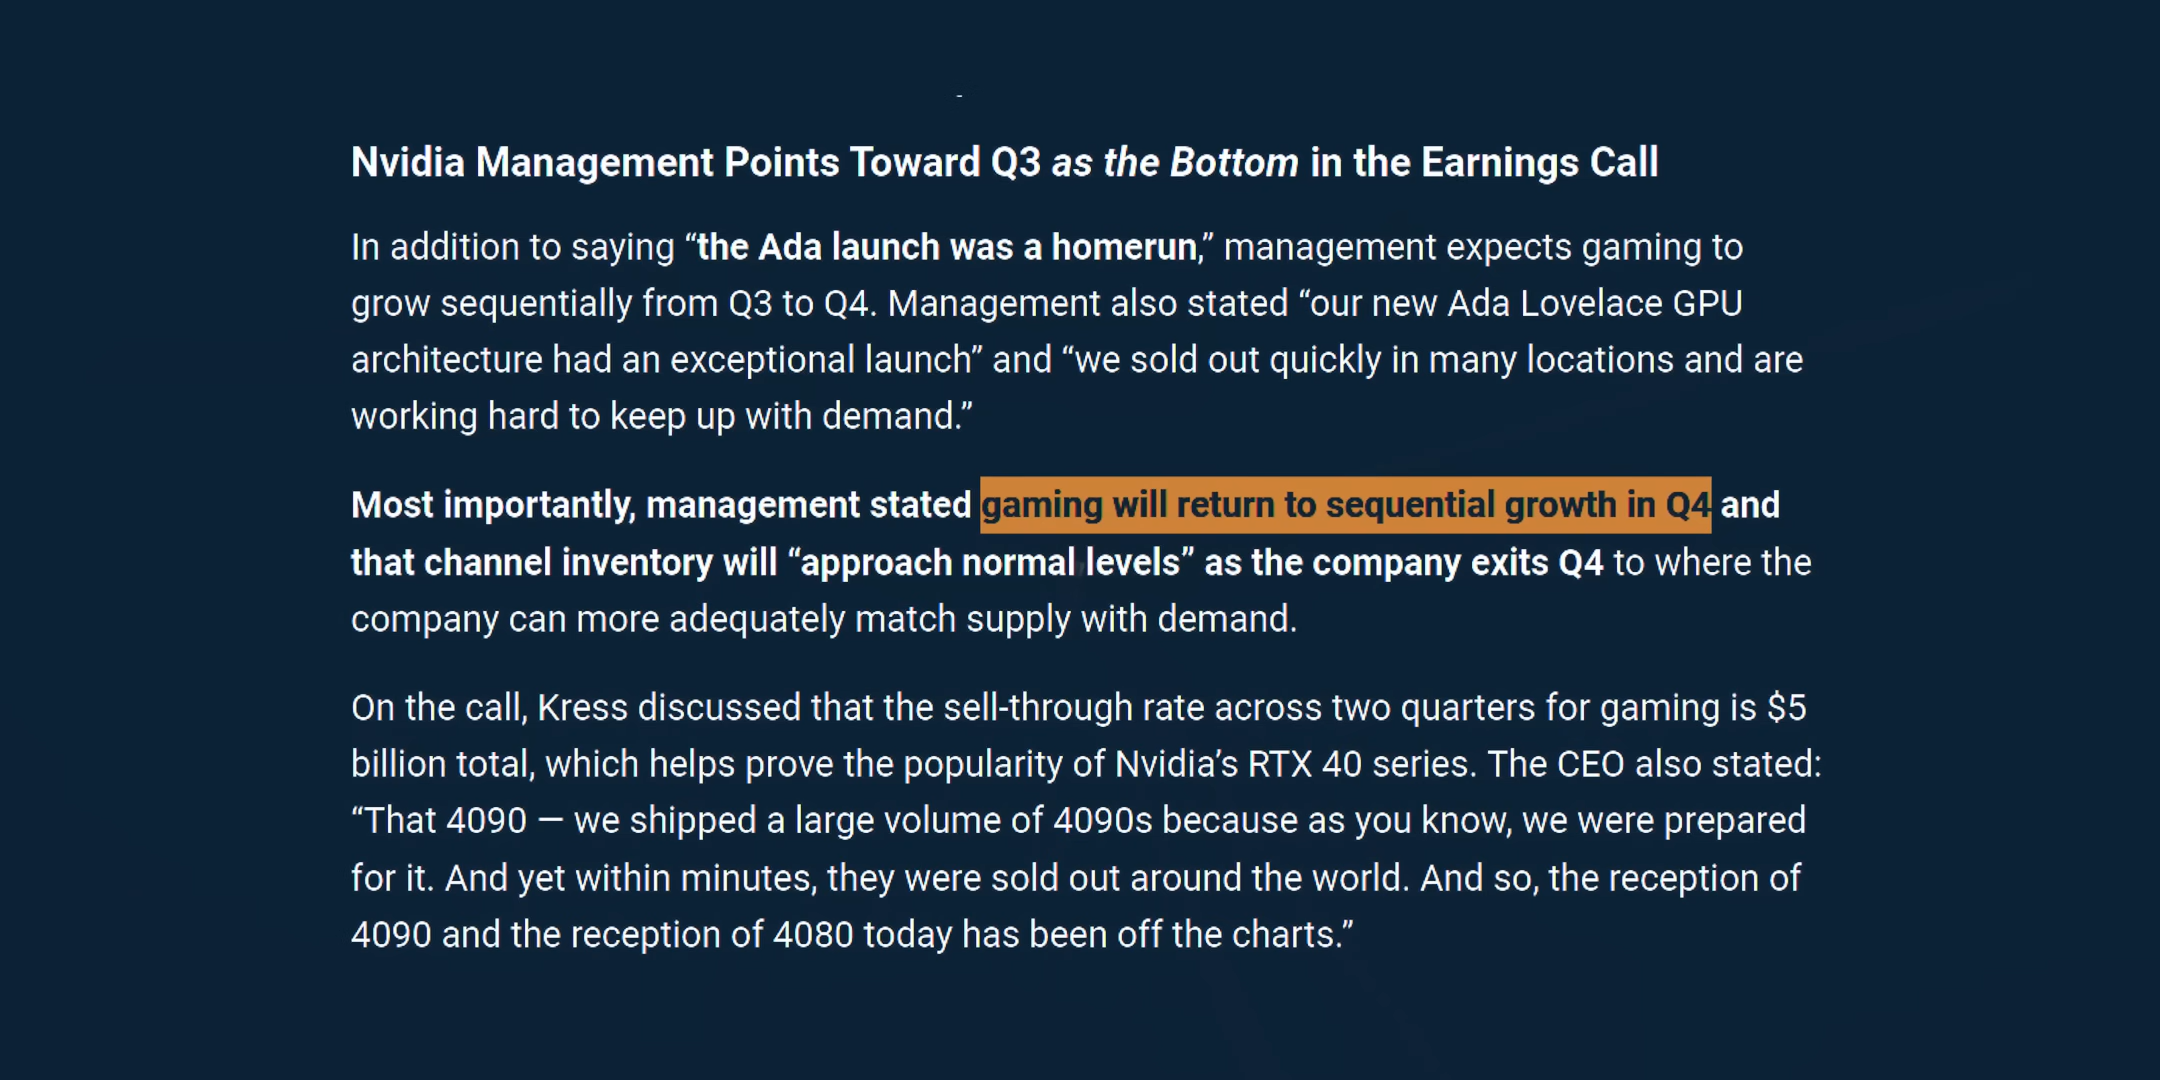 Nvidia Management Points Toward Q3 as the Bottom in the Earnings Call
In addition to saying “the Ada launch was a homerun,” management expects gaming to
grow sequentially from Q3 to Q4. Management also stated “our new Ada Lovelace GPU
architecture had an exceptional launch” and “we sold out quickly in many locations and are
working hard to keep up with demand.”
Most importantly, management stated gaming will return to sequential growth in Q4 and
that channel inventory will “approach normal levels” as the company exits Q4 to where the
company can more adequately match supply with demand.
On the call, Kress discussed that the sell-through rate across two quarters for gaming is $5
billion total, which helps prove the popularity of Nvidia’s RTX 40 series. The CEO also stated:
“That 4090 — we shipped a large volume of 4090s because as you know, we were prepared
for it. And yet within minutes, they were sold out around the world. And so, the reception of
4090 and the reception of 4080 today has been off the charts.”